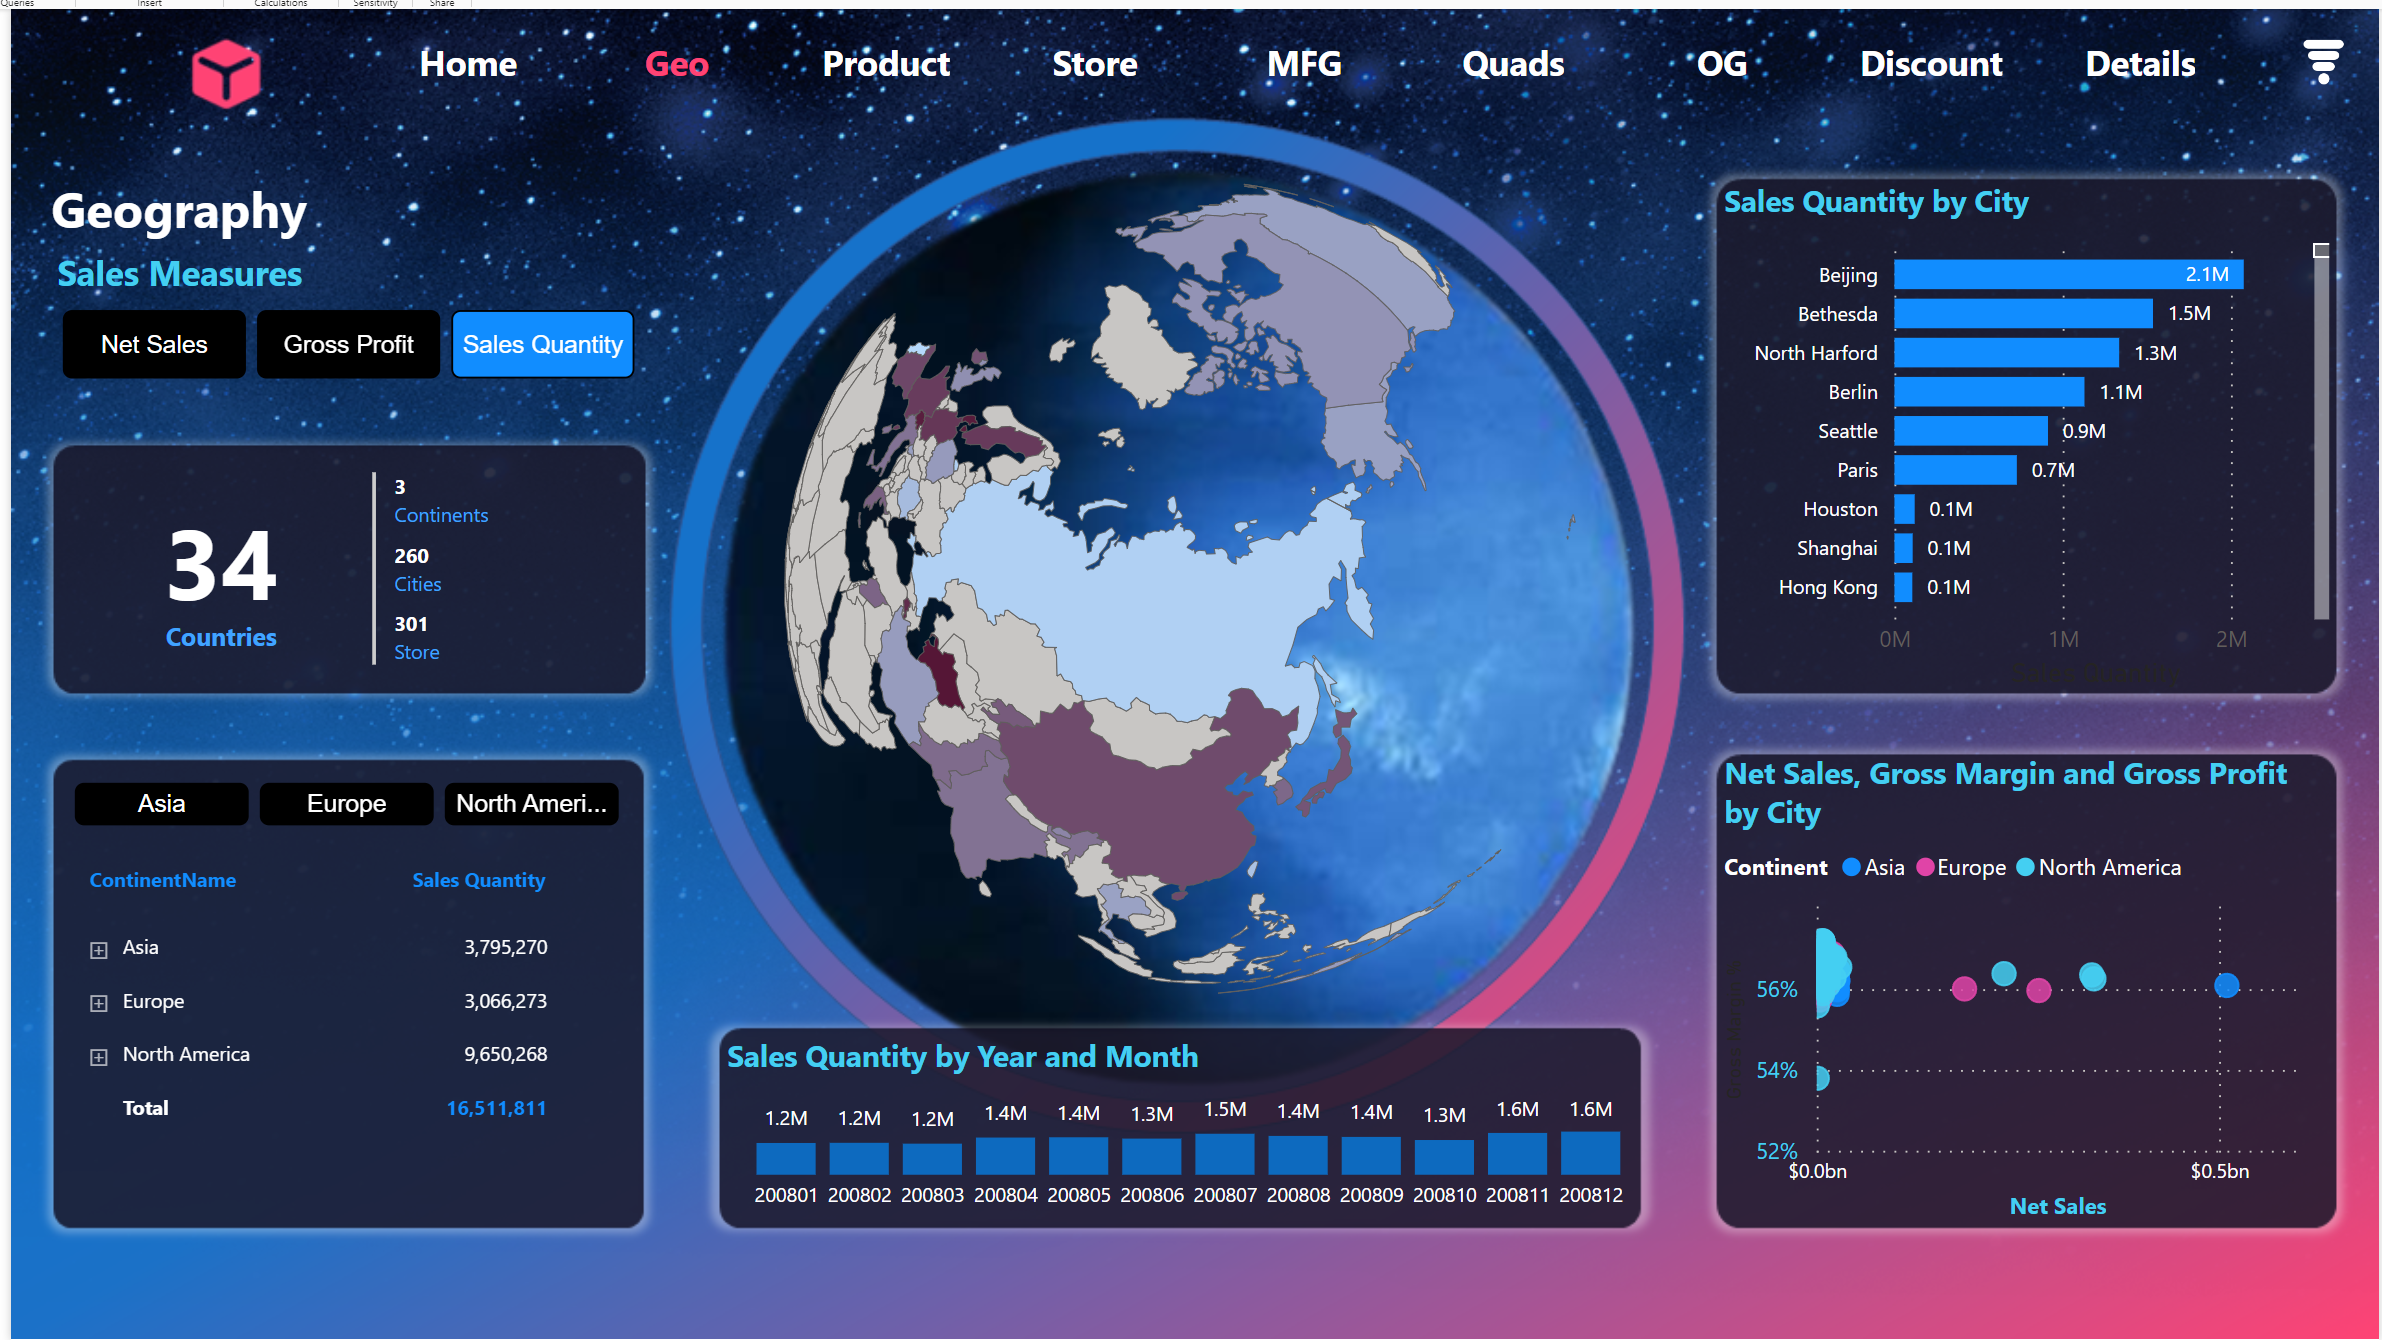 Queries Insert Calculations Sensitivity Share
Home Geo Product Store MFG Quads OG Discount Details
Geography
Sales Measures
Net Sales Gross Profit Sales Quantity
34
Countries
3
Continents
260
Cities
301
Store
Asia Europe North Ameri...
ContinentName Sales Quantity
Asia 3,795,270
Europe 3,066,273
North America 9,650,268
Total 16,511,811
Sales Quantity by Year and Month
1.2M 1.2M 1.2M 1.4M 1.4M 1.3M 1.5M 1.4M 1.4M 1.3M 1.6M 1.6M
200801 200802 200803 200804 200805 200806 200807 200808 200809 200810 200811 200812
Sales Quantity by City
Beijing 2.1M
Bethesda 1.5M
North Harford 1.3M
Berlin 1.1M
Seattle 0.9M
Paris 0.7M
Houston 0.1M
Shanghai 0.1M
Hong Kong 0.1M
0M 1M 2M
Sales Quantity
Net Sales, Gross Margin and Gross Profit
by City
Continent Asia Europe North America
56%
54%
52%
$0.0bn $0.5bn
Net Sales